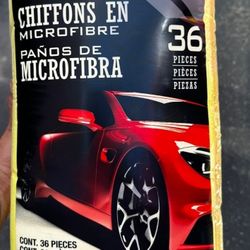 CHIFFONS EN
MICROFIBRE
PAÑOS DE
MICROFIBRA
36
PIECES
PIÈCES
PIEZAS
CONT. 36 PIECES